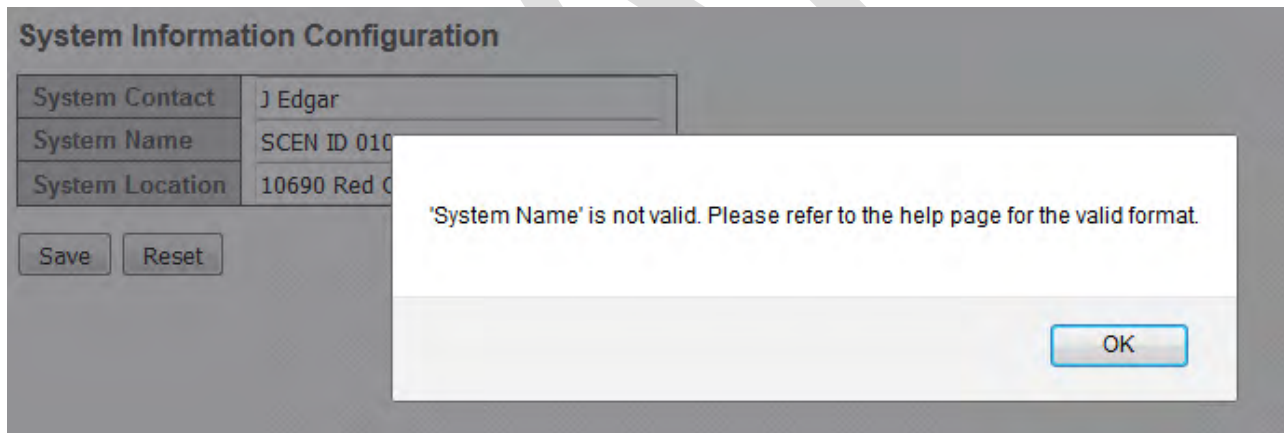 System Information Configuration
System Contact J Edgar
System Name SCEN ID 010
System Location 10690 Red
'System Name' is not valid. Please refer to the help page for the valid format.
Save Reset
OK